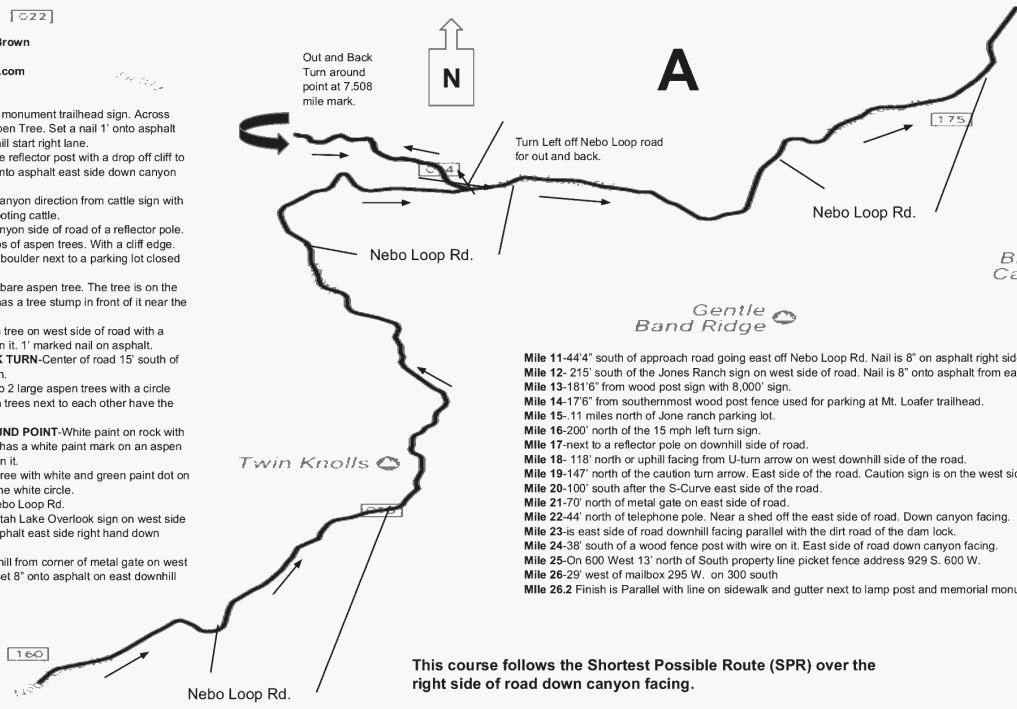 022
Brown
.com
Out and Back
Turn around
point at 7.508
mile mark.
N
A
175
monument trailhead sign. Across
pen Tree. Set a nail 1' onto asphalt
ill start right lane.
e reflector post with a drop off cliff to
nto asphalt east side down canyon
anyon direction from cattle sign with
ooting cattle.
nyon side of road of a reflector pole.
os of aspen trees. With a cliff edge.
boulder next to a parking lot closed
bare aspen tree. The tree is on the
has a tree stump in front of it near the
tree on west side of road with a
n it. 1' marked nail on asphalt.
K TURN-Center of road 15' south of
n.
o 2 large aspen trees with a circle
n trees next to each other have the
UND POINT-White paint on rock with
has a white paint mark on an aspen
n it.
ree with white and green paint dot on
he white circle.
ebo Loop Rd.
tah Lake Overlook sign on west side
phalt east side right hand down
hill from corner of metal gate on west
set 8" onto asphalt on east downhill
Turn Left off Nebo Loop road
for out and back.
Nebo Loop Rd.
Nebo Loop Rd.
Gentle
Band Ridge
Twin Knolls
Mile 11-44'4" south of approach road going east off Nebo Loop Rd. Nail is 8" on asphalt right side
Mile 12- 215' south of the Jones Ranch sign on west side of road. Nail is 8" onto asphalt from ea
Mile 13-181'6" from wood post sign with 8,000' sign.
Mile 14-17'6" from southernmost wood post fence used for parking at Mt. Loafer trailhead.
Mile 15-.11 miles north of Jone ranch parking lot.
Mile 16-200' north of the 15 mph left turn sign.
MIle 17-next to a reflector pole on downhill side of road.
Mile 18- 118' north or uphill facing from U-turn arrow on west downhill side of the road.
Mile 19-147' north of the caution turn arrow. East side of the road. Caution sign is on the west sid
Mile 20-100' south after the S-Curve east side of the road.
Mile 21-70' north of metal gate on east side of road.
Mile 22-44' north of telephone pole. Near a shed off the east side of road. Down canyon facing.
Mile 23-is east side of road downhill facing parallel with the dirt road of the dam lock.
Mile 24-38' south of a wood fence post with wire on it. East side of road down canyon facing.
Mile 25-On 600 West 13' north of South property line picket fence address 929 S. 600 W.
Mile 26-29' west of mailbox 295 W. on 300 south
MIle 26.2 Finish is Parallel with line on sidewalk and gutter next to lamp post and memorial monu
160
Nebo Loop Rd.
This course follows the Shortest Possible Route (SPR) over the
right side of road down canyon facing.